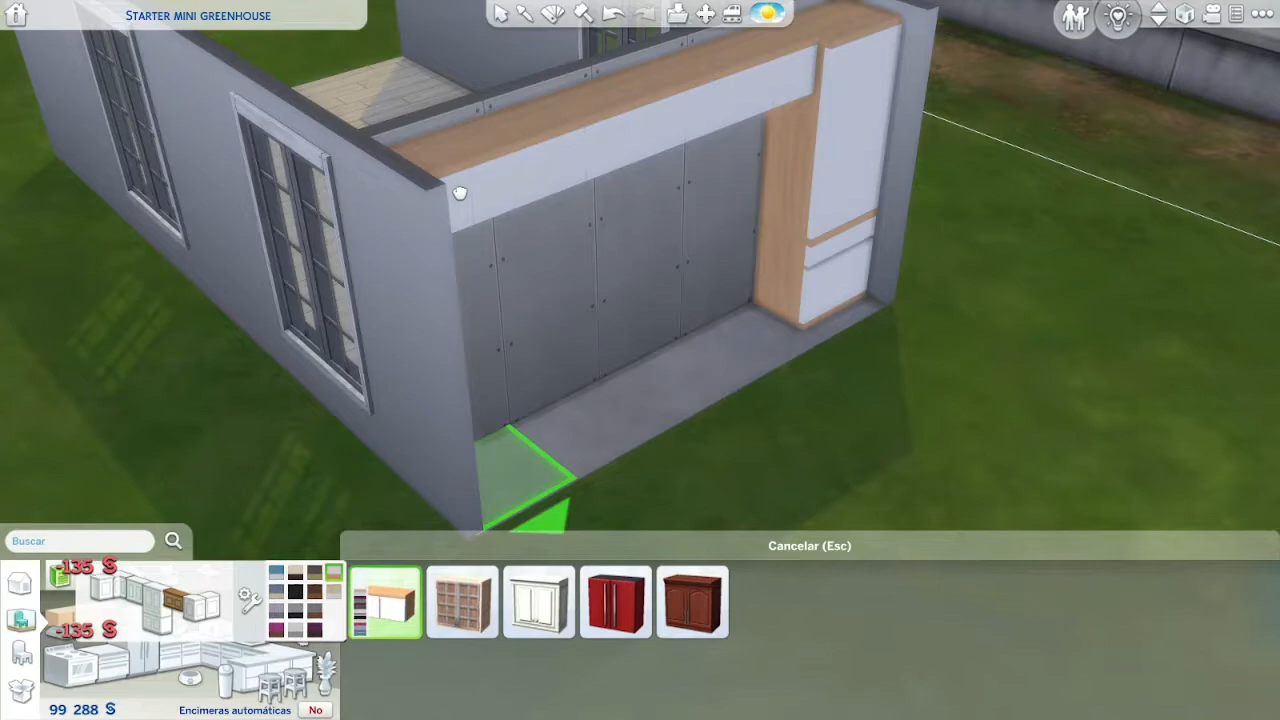 STARTER MINI GREENHOUSE
Cancelar (Esc)
Buscar
-135 §
-135 §
99 288 §
Encimeras automáticas
No